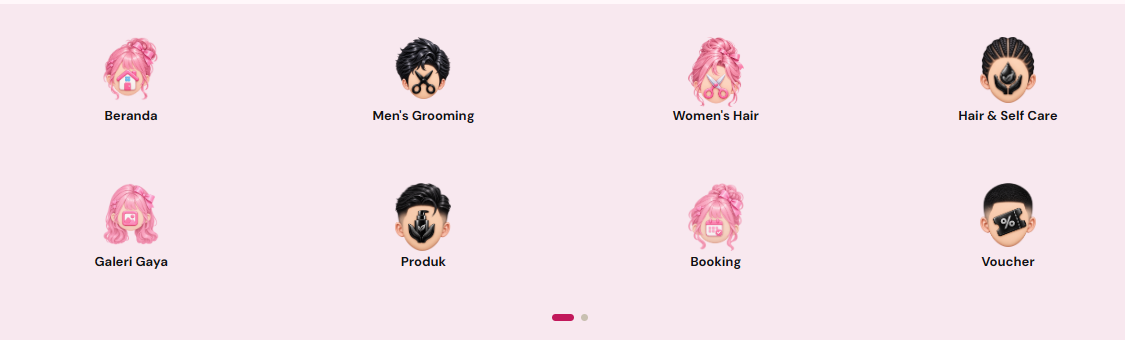 Beranda
Men's Grooming
Women's Hair
Hair & Self Care
Galeri Gaya
Produk
Booking
%
Voucher